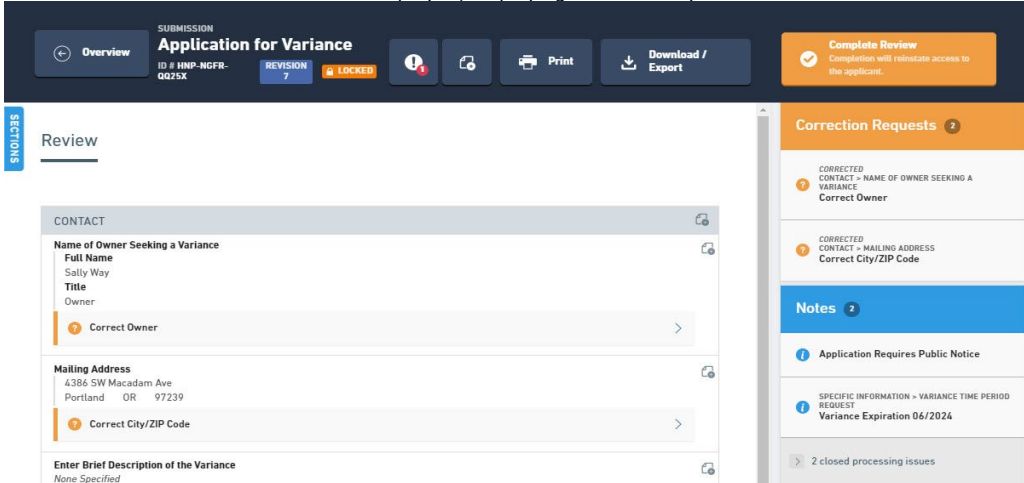 SUBMISSION
Overview
Application for Variance
ID # HNP-NGFR-
QQ25X
REVISION
7
LOCKED
1
Print
Download /
Export
Complete Review
Completion will reinstate access to
the applicant.
SECTIONS
Review
CONTACT
Name of Owner Seeking a Variance
Full Name
Sally Way
Title
Owner
Correct Owner
Mailing Address
4386 SW Macadam Ave
Portland OR 97239
Correct City/ZIP Code
Enter Brief Description of the Variance
None Specified
Correction Requests 2
CORRECTED
CONTACT > NAME OF OWNER SEEKING A
VARIANCE
Correct Owner
CORRECTED
CONTACT > MAILING ADDRESS
Correct City/ZIP Code
Notes 2
Application Requires Public Notice
SPECIFIC INFORMATION > VARIANCE TIME PERIOD
REQUEST
Variance Expiration 06/2024
2 closed processing issues